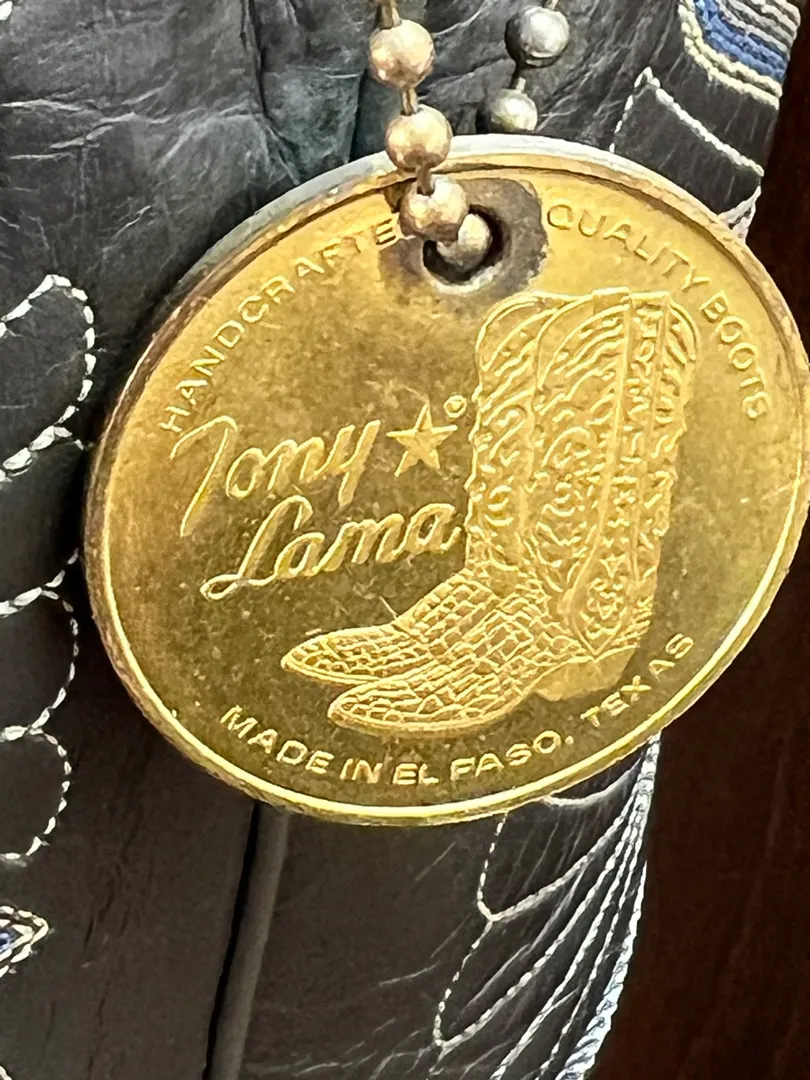 HANDCRAFTED QUALITY BOOTS
Tony Lama®
MADE IN EL PASO, TEXAS